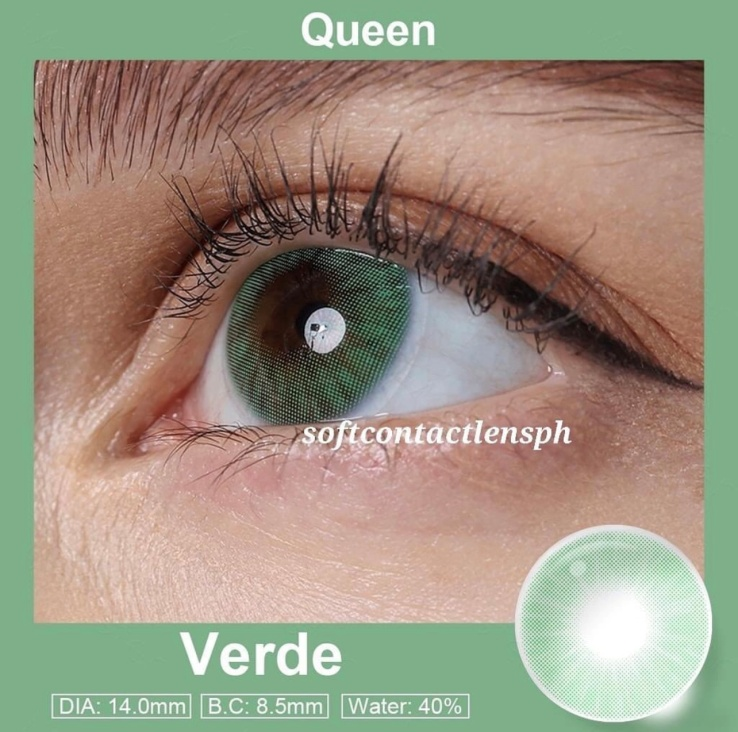 Queen
softcontactlensph
Verde
DIA: 14.0mm B.C: 8.5mm Water: 40%